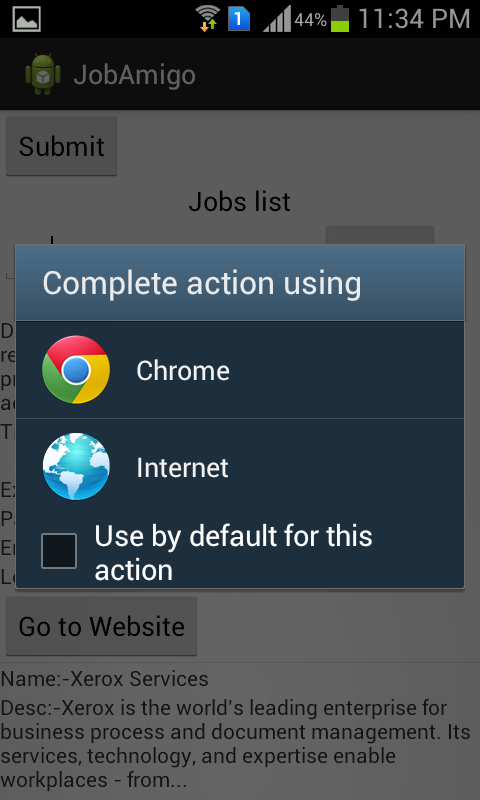 1 44% 11:34 PM
JobAmigo
Submit
Jobs list
Complete action using
Chrome
Internet
Use by default for this
action
Go to Website
Name:-Xerox Services
Desc:-Xerox is the world's leading enterprise for
business process and document management. Its
services, technology, and expertise enable
workplaces - from...